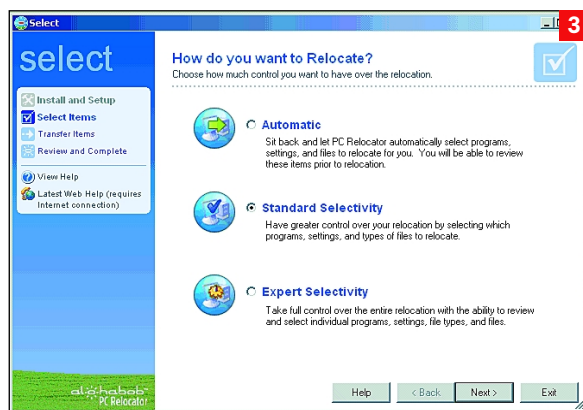 Select
3
select
How do you want to Relocate?
Choose how much control you want to have over the relocation.
Install and Setup
Select Items
Transfer Items
Review and Complete
View Help
Latest Web Help (requires
Internet connection)
Automatic
Sit back and let PC Relocator automatically select programs,
settings, and files to relocate for you. You will be able to review
these items prior to relocation.
Standard Selectivity
Have greater control over your relocation by selecting which
programs, settings, and types of files to relocate.
Expert Selectivity
Take full control over the entire relocation with the ability to review
and select individual programs, settings, file types, and files.
alohabob
PC Relocator
Help
< Back
Next >
Exit